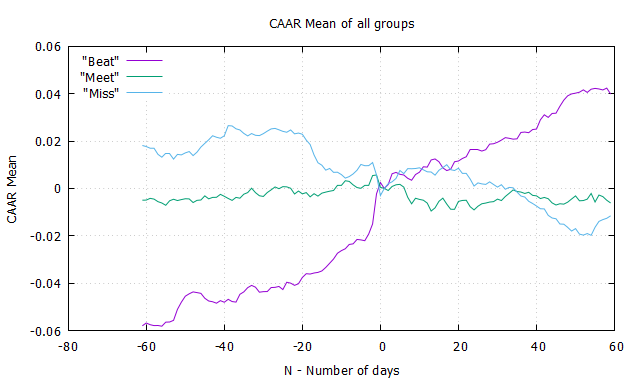 CAAR Mean of all groups
0.06
0.04
0.02
0
-0.02
-0.04
-0.06
CAAR Mean
"Beat"
"Meet"
"Miss"
-80 -60 -40 -20 0 20 40 60
N - Number of days